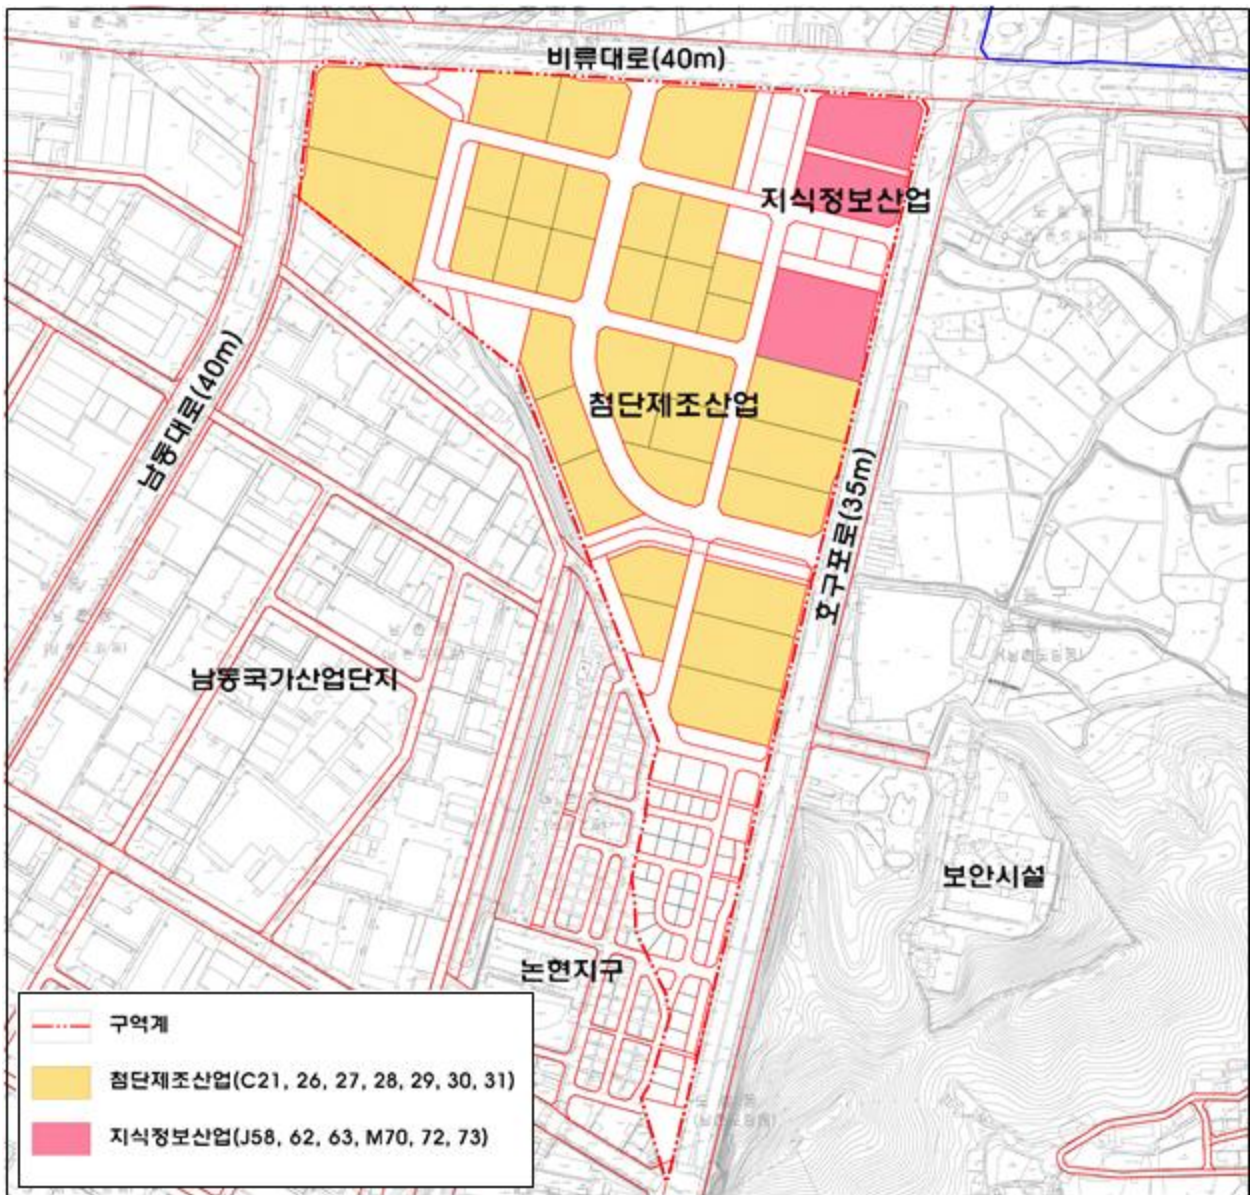 비류대로(40m)
지식정보산업
남동대로(40m)
첨단제조산업
호구포로(35m)
남동국가산업단지
보안시설
논현지구
구역계
첨단제조산업(C21, 26, 27, 28, 29, 30, 31)
지식정보산업(J58, 62, 63, M70, 72, 73)